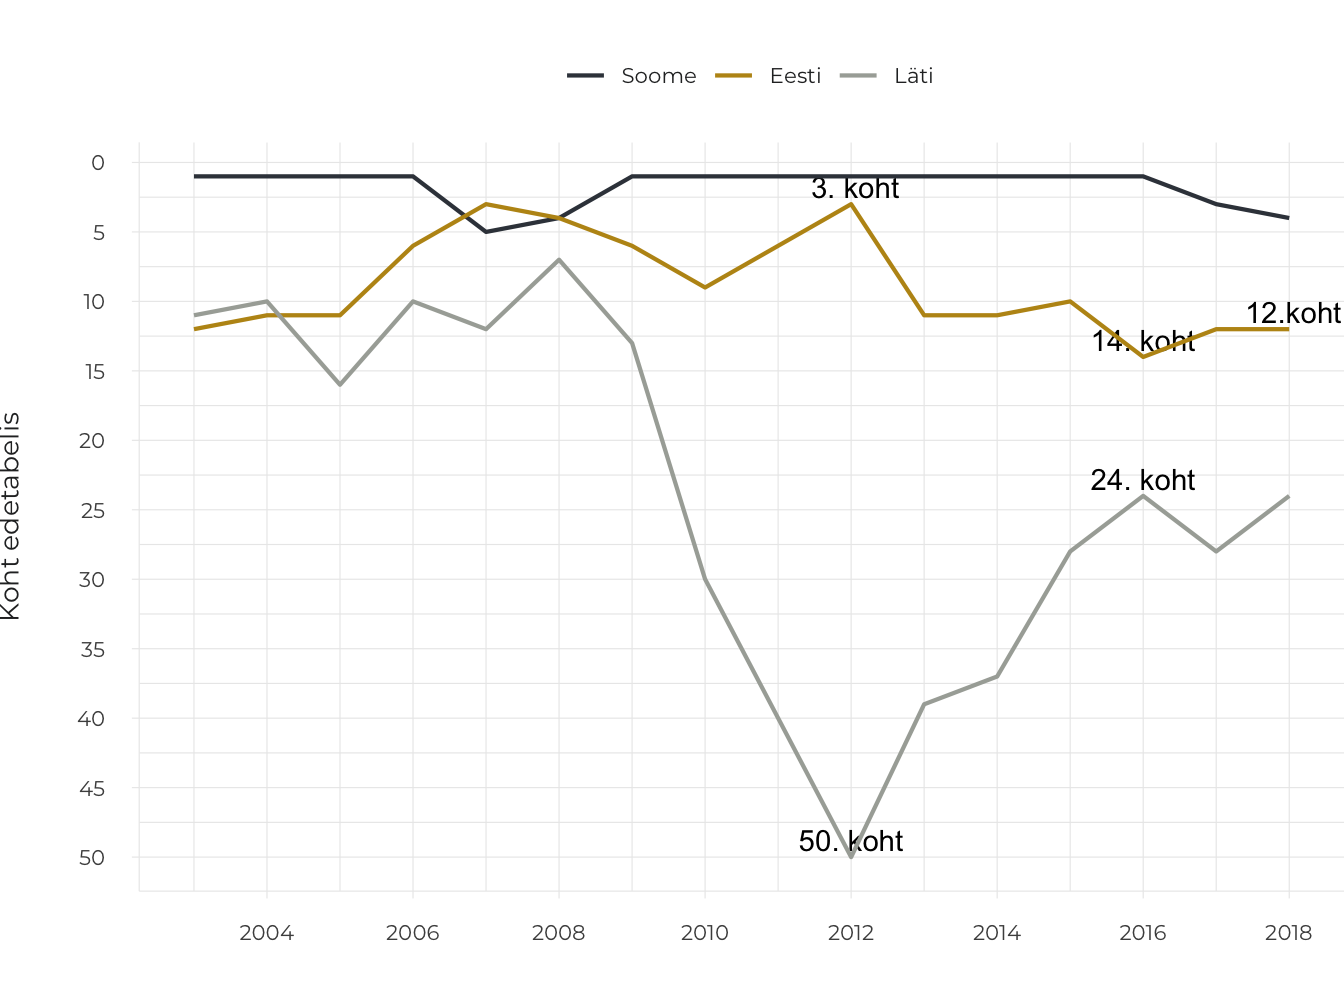 Soome Eesti Läti
Koht edetabelis
0
5
10
15
20
25
30
35
40
45
50
3. koht
12.koht
14. koht
24. koht
50. koht
2004 2006 2008 2010 2012 2014 2016 2018